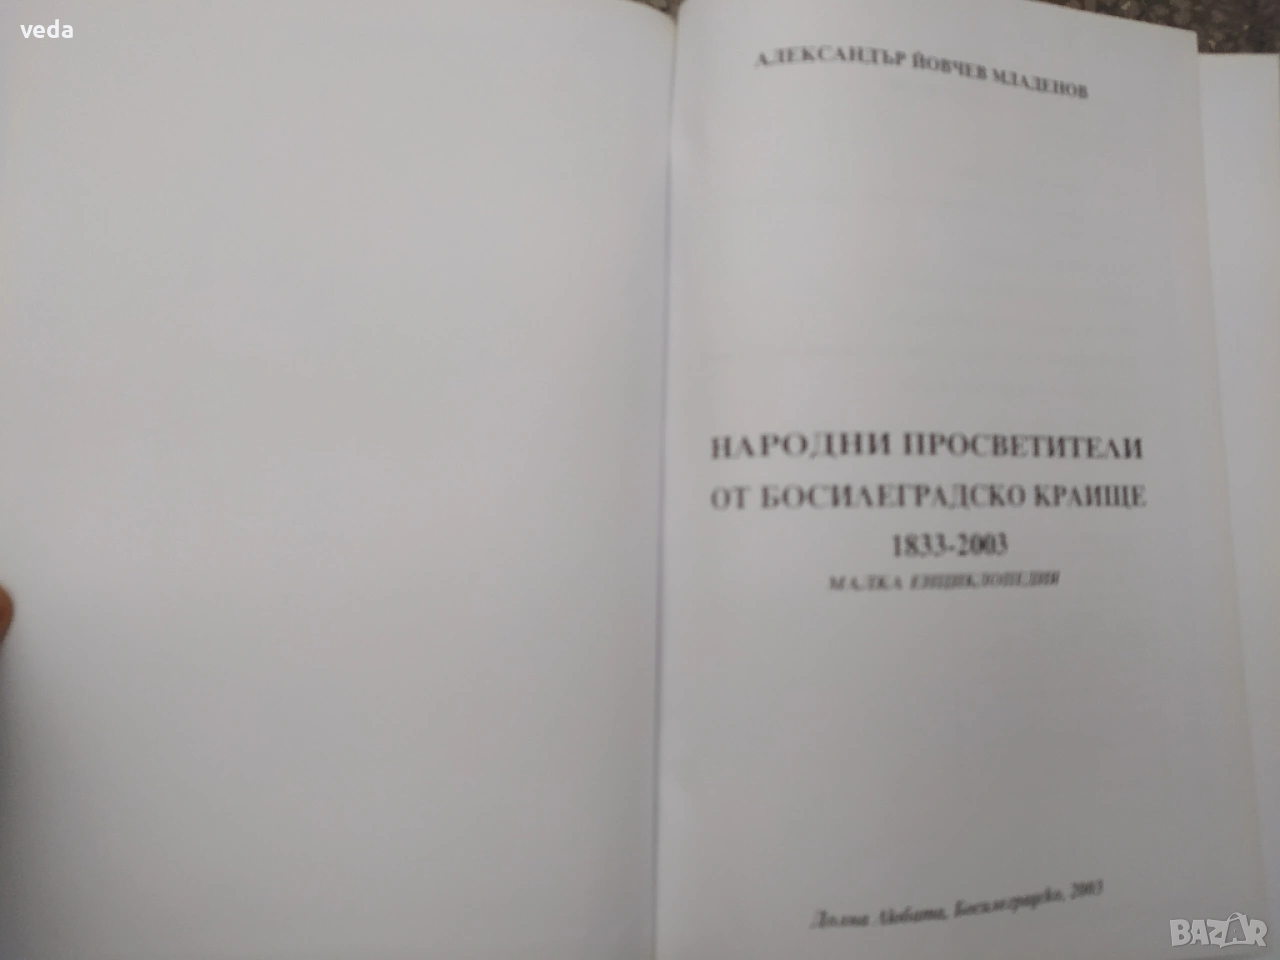 veda
АЛЕКСАНДЪР ЙОВЧЕВ МЛАДЕНОВ
НАРОДНИ ПРОСВЕТИТЕЛИ
ОТ БОСИЛЕГРАДСКО КРАИЩЕ
1833-2003
МАЛКА ЕНЦИКЛОПЕДИЯ
Долна Любата, Босилеградско, 2003
BAZAR